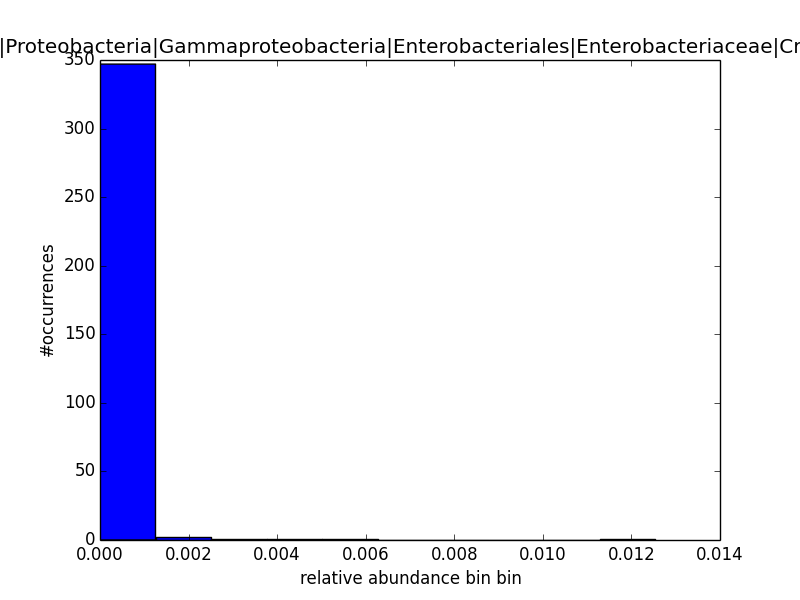 |Proteobacteria|Gammaproteobacteria|Enterobacteriales|Enterobacteriaceae|Cr
350
300
250
200
150
100
50
0
#occurrences
0.000 0.002 0.004 0.006 0.008 0.010 0.012 0.014
relative abundance bin bin